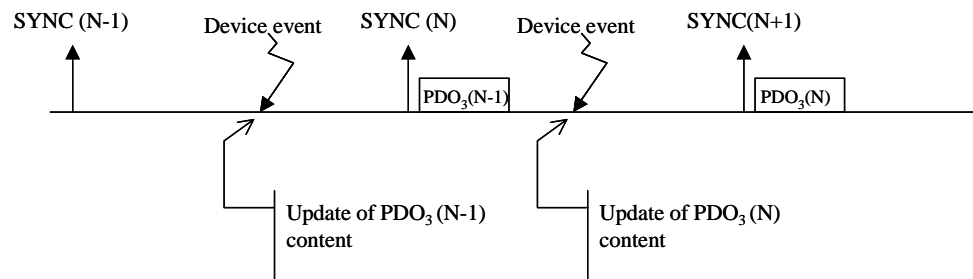 SYNC (N-1)
Device event
SYNC (N)
Device event
SYNC(N+1)
PDO₃(N-1)
PDO₃(N)
Update of PDO₃ (N-1)
content
Update of PDO₃ (N)
content